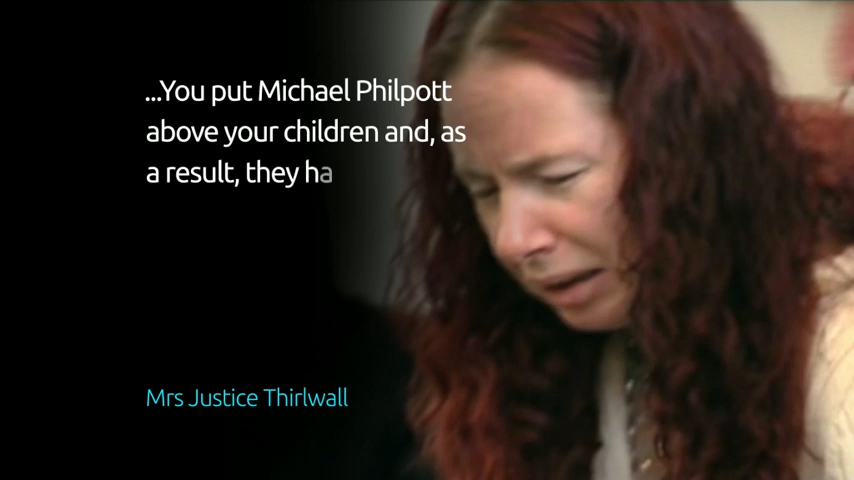 ...You put Michael Philpott
above your children and, as
a result, they ha
Mrs Justice Thirlwall